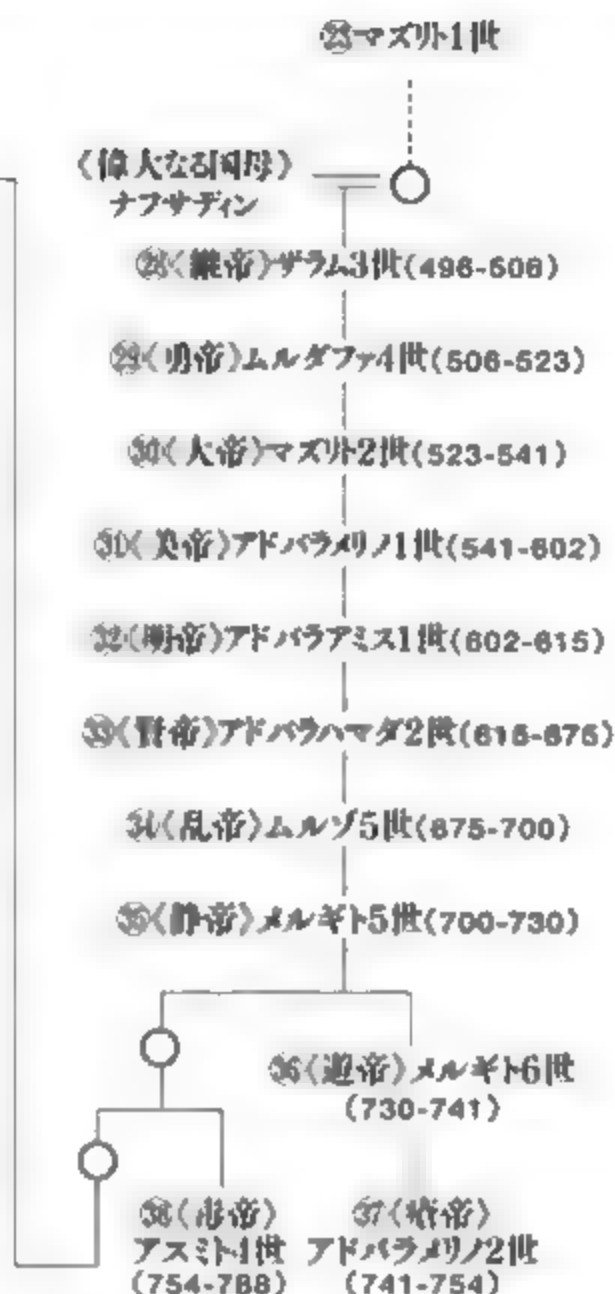 ㉓マズリト1世
《偉大なる国母》
ナフサディン
㉘〈継帝〉ザラム3世(496-506)
㉙〈勇帝〉ムルダファ4世(506-523)
㉚〈大帝〉マズリト2世(523-541)
㉛〈美帝〉アドバラメリノ1世(541-602)
㉜〈明帝〉アドバラアミス1世(602-615)
㉝〈賢帝〉アドバラハマダ2世(615-675)
㉞〈乱帝〉ムルゾ5世(675-700)
㉟〈静帝〉メルギト5世(700-730)
㊱〈遊帝〉メルギト6世
(730-741)
㊳
アスミト4世
(754-788)
㊲
アドバラメリノ2世
(741-754)